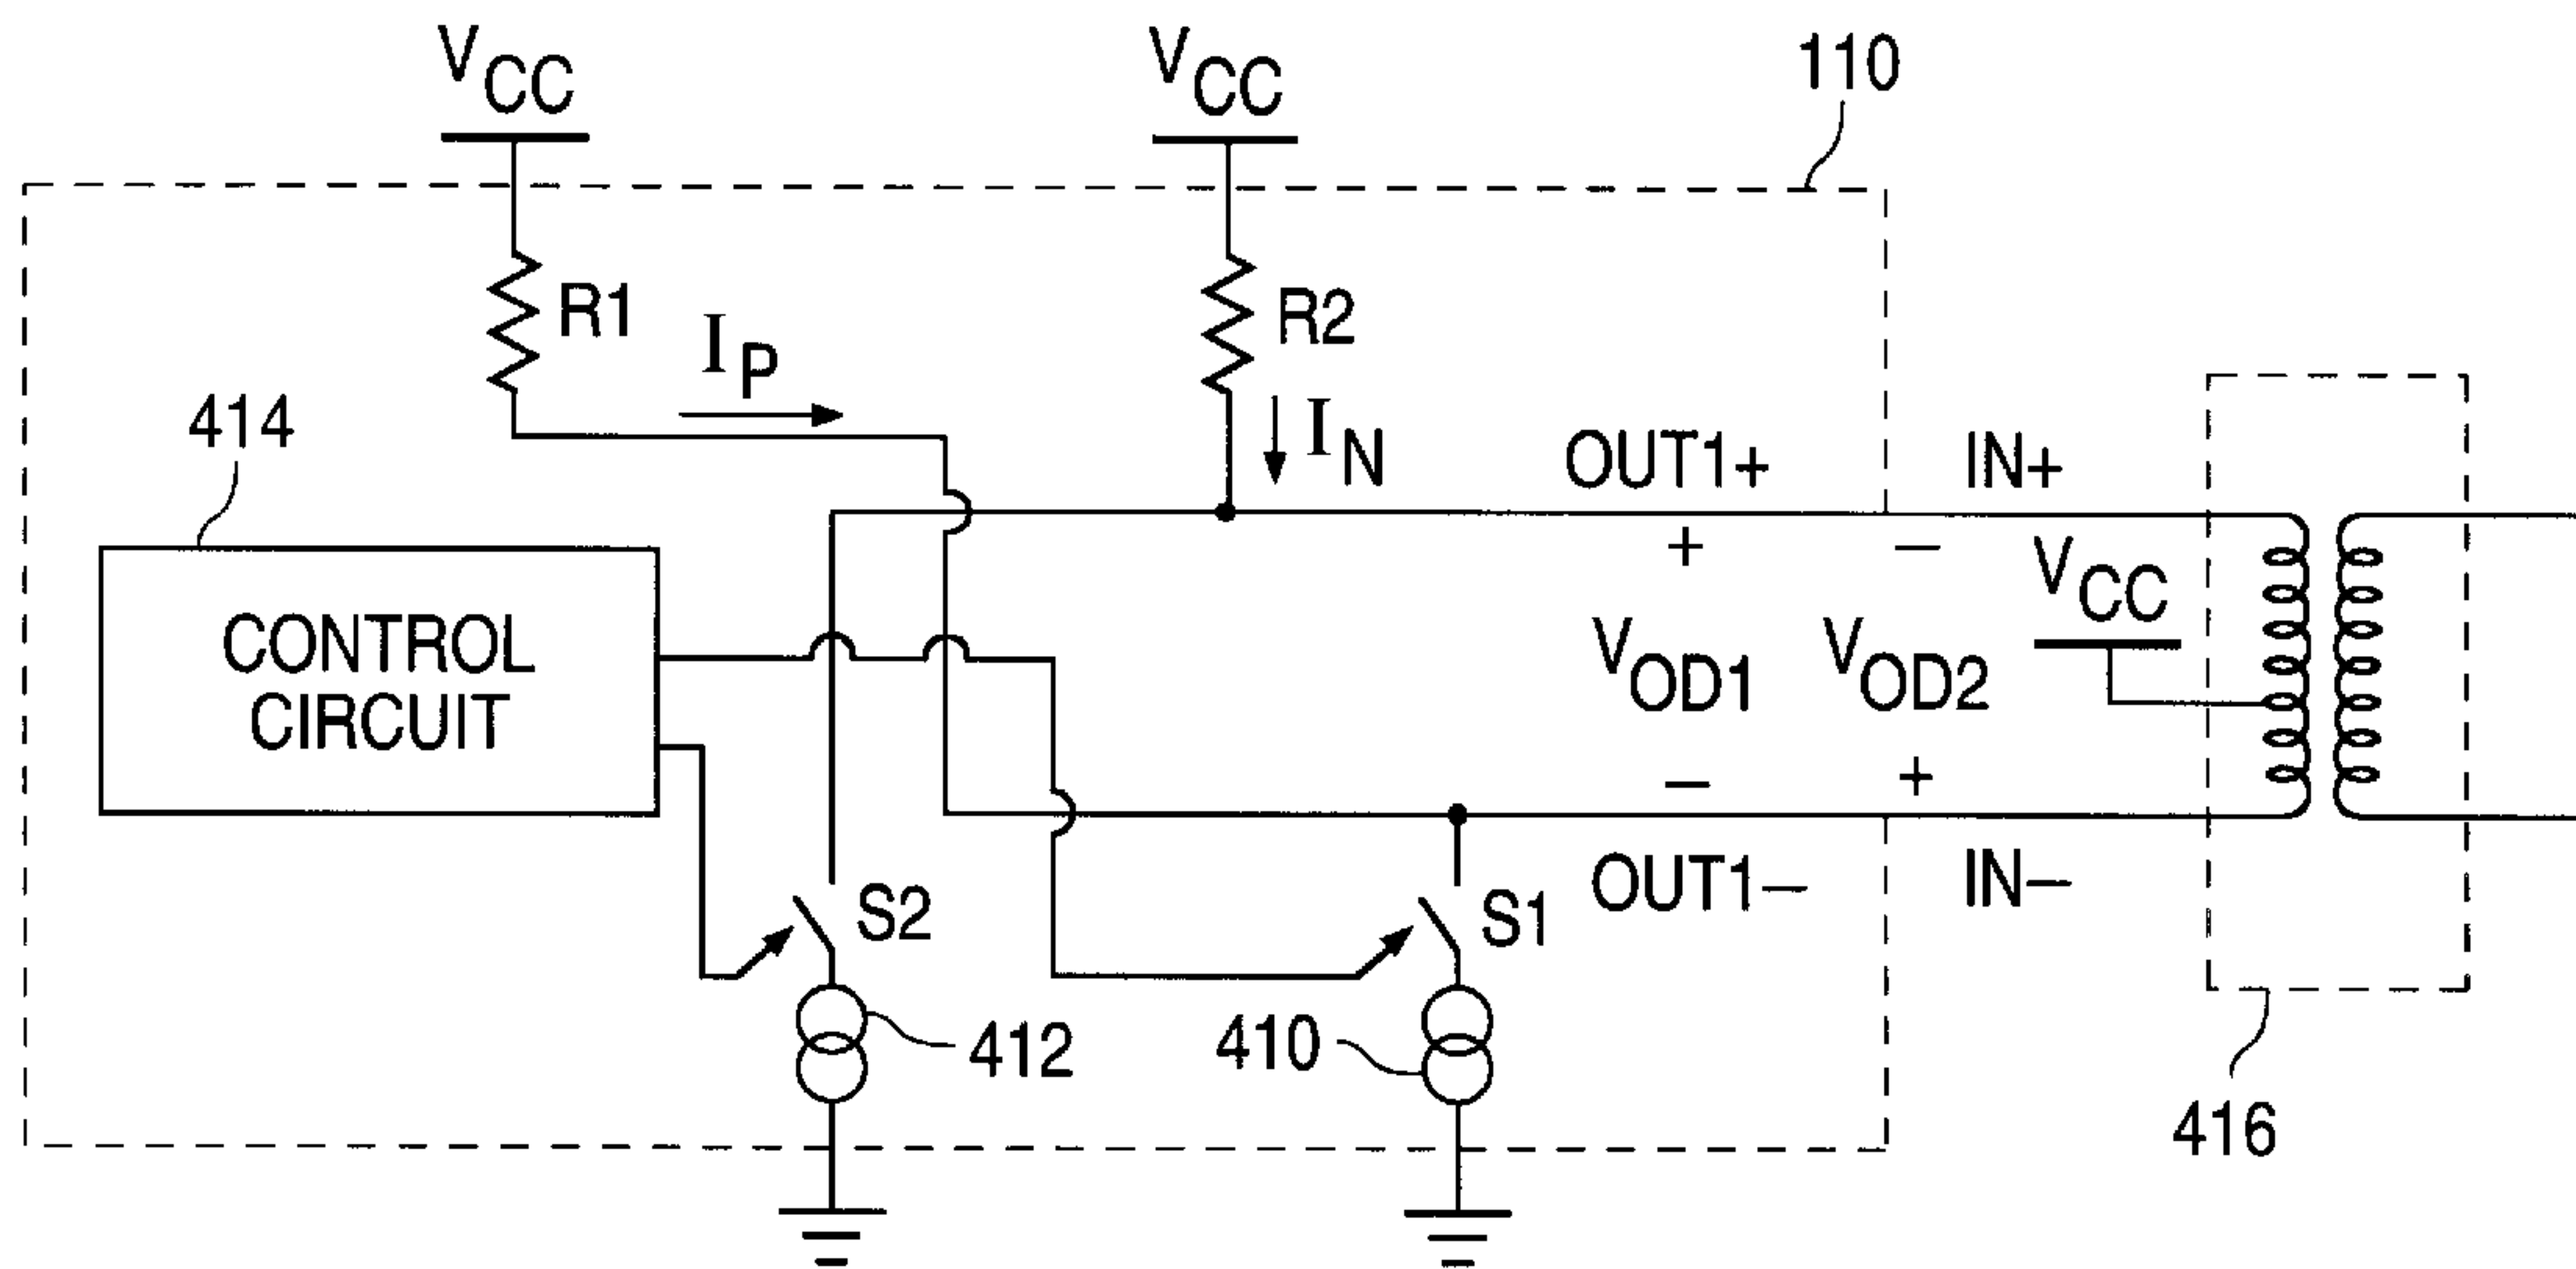 VCC
VCC
110
R1
IP
R2
IN
414
OUT1+
IN+
+
−
VCC
CONTROL
CIRCUIT
VOD1
VOD2
−
+
OUT1−
IN−
S2
S1
412
410
416